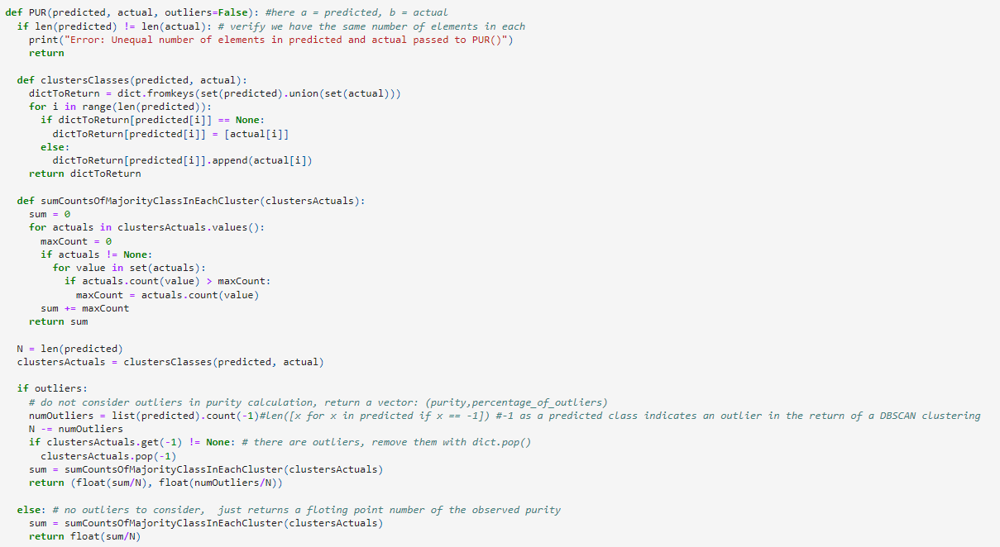 def PUR(predicted, actual, outliers=False): #here a = predicted, b = actual
  if len(predicted) != len(actual): # verify we have the same number of elements in each
    print("Error: Unequal number of elements in predicted and actual passed to PUR()")
    return

  def clustersClasses(predicted, actual):
    dictToReturn = dict.fromkeys(set(predicted).union(set(actual)))
    for i in range(len(predicted)):
      if dictToReturn[predicted[i]] == None:
        dictToReturn[predicted[i]] = [actual[i]]
      else:
        dictToReturn[predicted[i]].append(actual[i])
    return dictToReturn

  def sumCountsOfMajorityClassInEachCluster(clustersActuals):
    sum = 0
    for actuals in clustersActuals.values():
      maxCount = 0
      if actuals != None:
        for value in set(actuals):
          if actuals.count(value) > maxCount:
            maxCount = actuals.count(value)
      sum += maxCount
    return sum

  N = len(predicted)
  clustersActuals = clustersClasses(predicted, actual)

  if outliers:
    # do not consider outliers in purity calculation, return a vector: (purity,percentage_of_outliers)
    numOutliers = list(predicted).count(-1)#len([x for x in predicted if x == -1]) #-1 as a predicted class indicates an outlier in the return of a DBSCAN clustering
    N -= numOutliers
    if clustersActuals.get(-1) != None: # there are outliers, remove them with dict.pop()
      clustersActuals.pop(-1)
    sum = sumCountsOfMajorityClassInEachCluster(clustersActuals)
    return (float(sum/N), float(numOutliers/N))

  else: # no outliers to consider,  just returns a floting point number of the observed purity
    sum = sumCountsOfMajorityClassInEachCluster(clustersActuals)
    return float(sum/N)